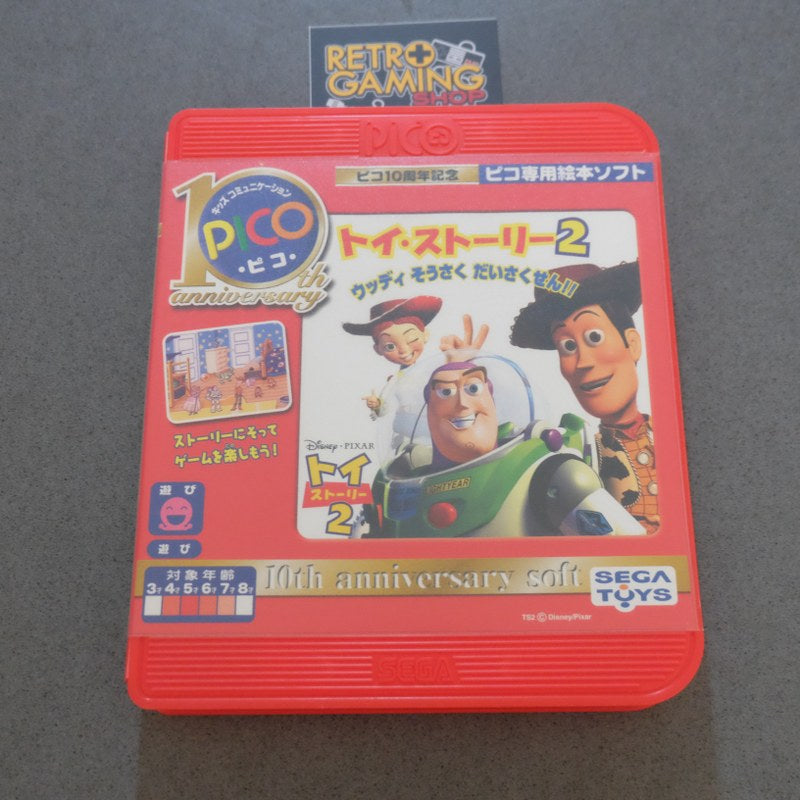 RETRO
GAMING
SHOP
PICO
ピコ10周年記念
ピコ専用絵本ソフト
キッズ コミュニケーション
PICO
・ピコ・
10th
anniversary
トイ・ストーリー2
ウッディ そうさく だいさくせん!!
ストーリーにそって
ゲームを楽しもう!
Disney・PIXAR
トイ
ストーリー
2
LIGHTYEAR
遊び
遊び
対象年齢
3才 4才 5才 6才 7才 8才
10th anniversary soft
SEGA
TOYS
TS2 ©Disney/Pixar
SEGA